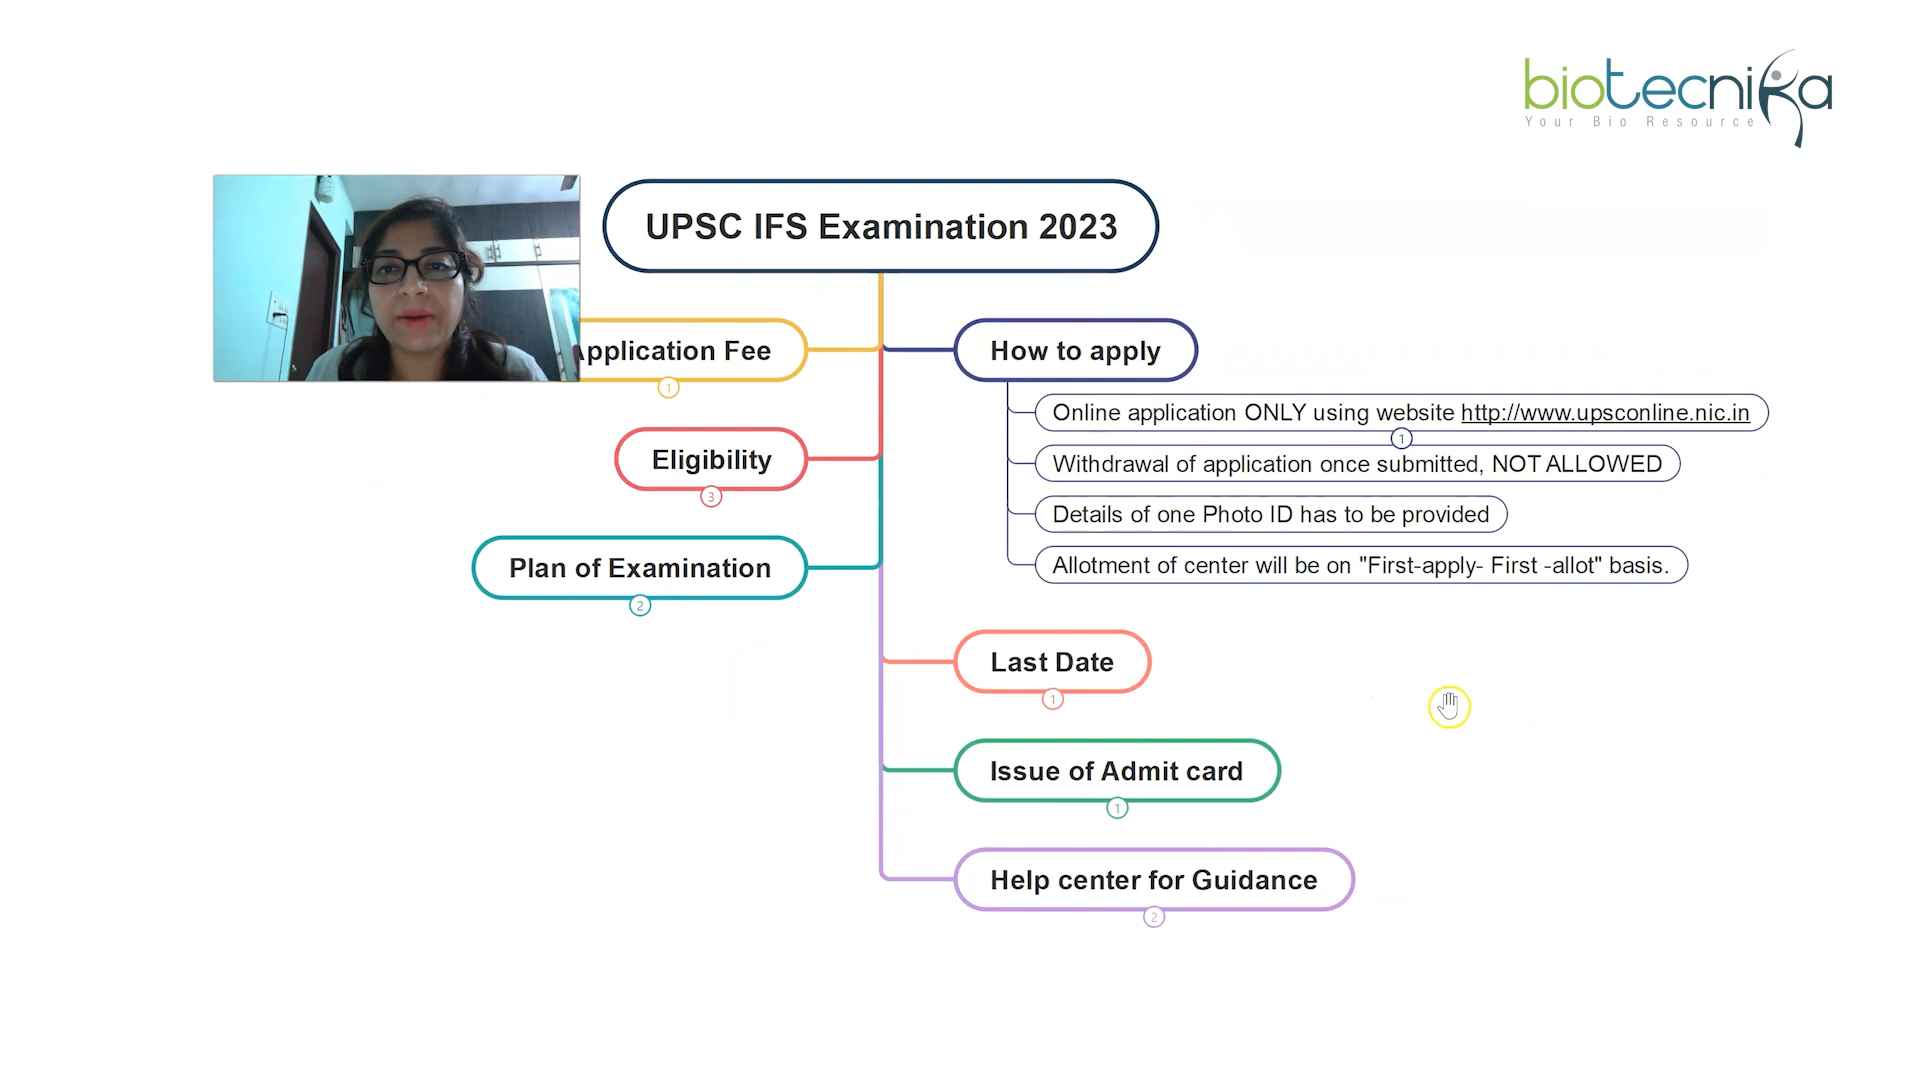 biotecnika
Your Bio Resource
UPSC IFS Examination 2023
Application Fee
1
Eligibility
3
Plan of Examination
2
How to apply
Online application ONLY using website http://www.upsconline.nic.in
1
Withdrawal of application once submitted, NOT ALLOWED
Details of one Photo ID has to be provided
Allotment of center will be on "First-apply- First -allot" basis.
Last Date
1
Issue of Admit card
1
Help center for Guidance
2